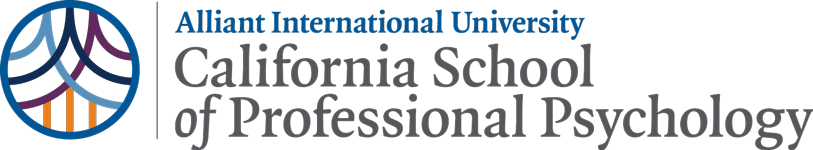 Alliant International University
California School
of Professional Psychology